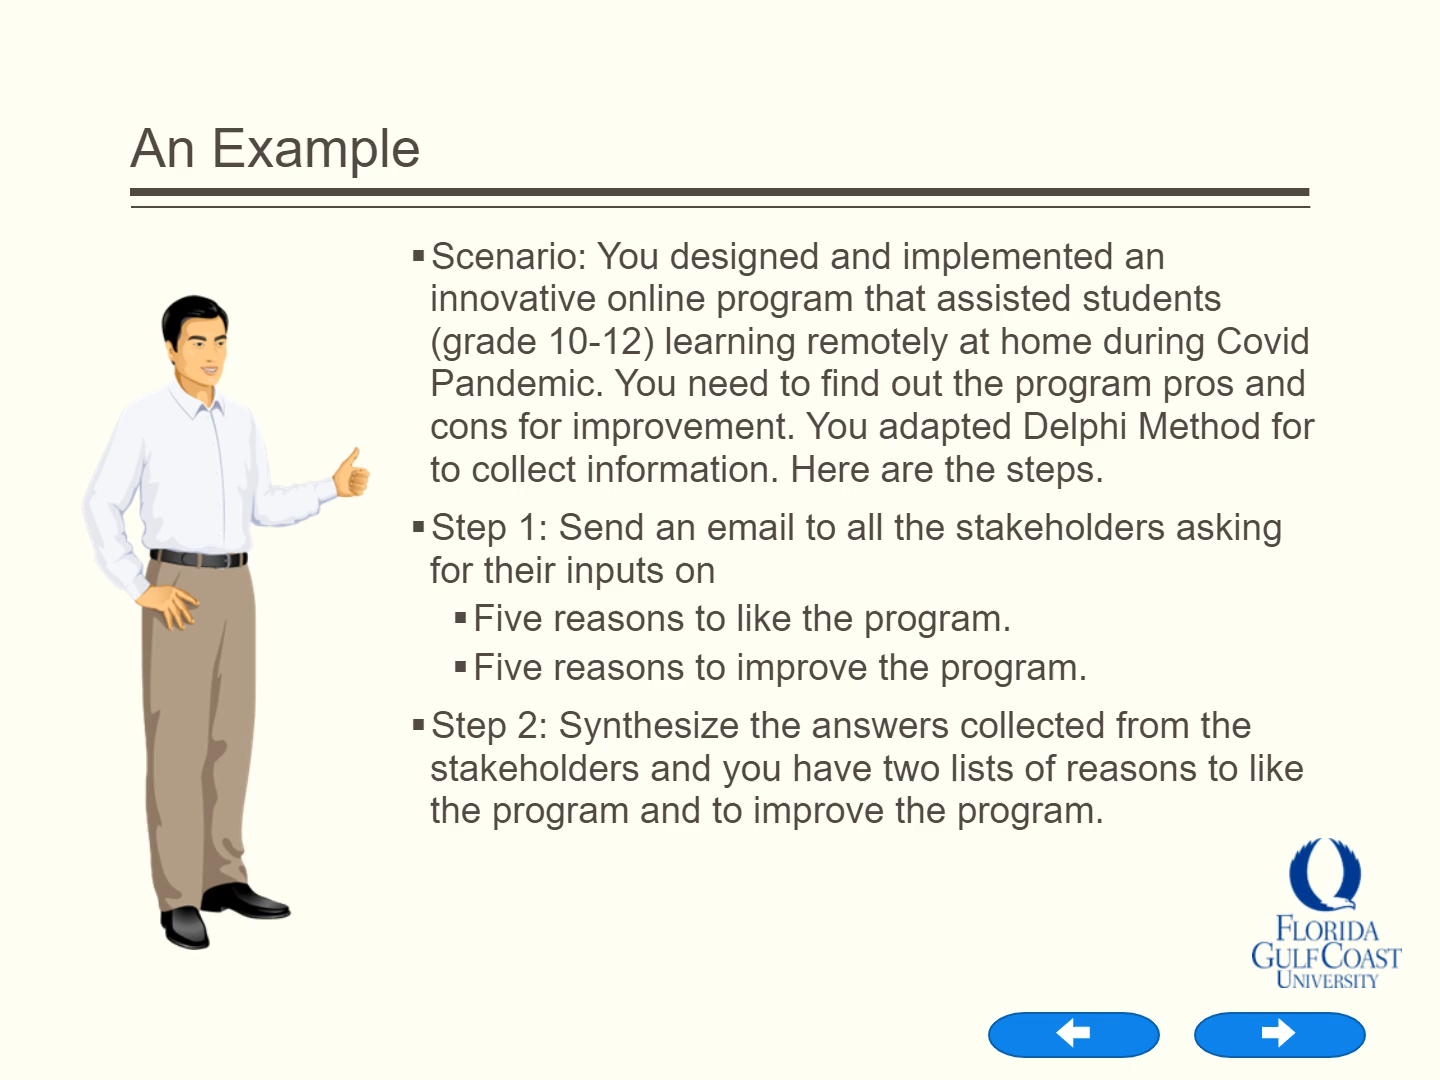 An Example
▪Scenario: You designed and implemented an
innovative online program that assisted students
(grade 10-12) learning remotely at home during Covid
Pandemic. You need to find out the program pros and
cons for improvement. You adapted Delphi Method for
to collect information. Here are the steps.
▪Step 1: Send an email to all the stakeholders asking
for their inputs on
▪Five reasons to like the program.
▪Five reasons to improve the program.
▪Step 2: Synthesize the answers collected from the
stakeholders and you have two lists of reasons to like
the program and to improve the program.
FLORIDA
GULF COAST
UNIVERSITY